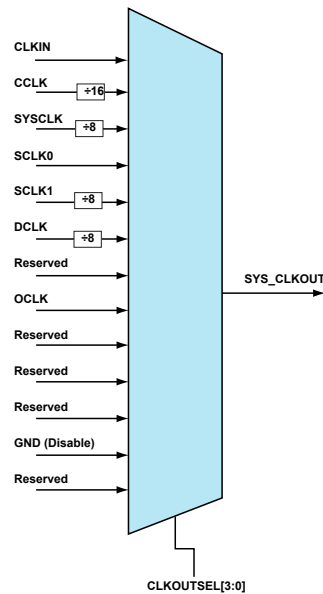 CLKIN
CCLK
÷16
SYSCLK
÷8
SCLK0
SCLK1
÷8
DCLK
÷8
Reserved
SYS_CLKOUT
OCLK
Reserved
Reserved
Reserved
GND (Disable)
Reserved
CLKOUTSEL[3:0]